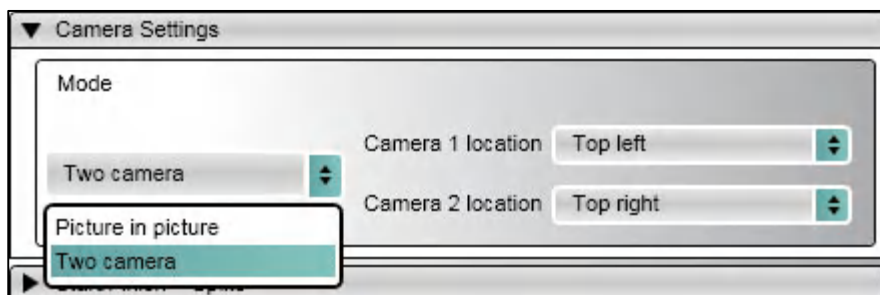 Camera Settings
Mode
Camera 1 location Top left
Two camera
Camera 2 location Top right
Picture in picture
Two camera